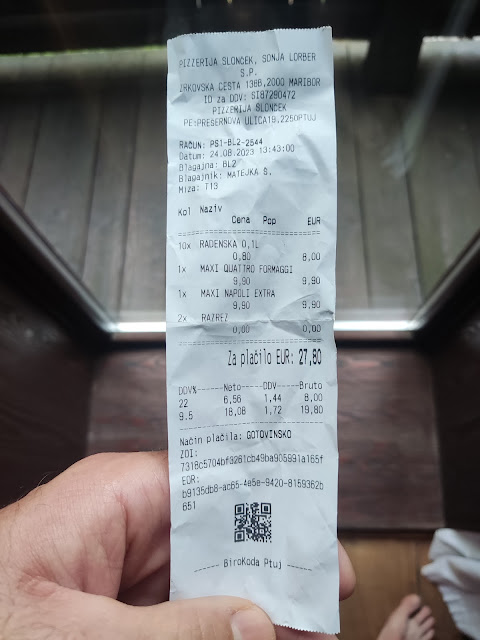 PIZZERIJA SLONČEK, SONJA LORBER
S.P.
ZRKOVSKA CESTA 138B,2000 MARIBOR
ID za DDV: SI87290472
PIZZERIJA SLONČEK
PE:PREŠERNOVA ULICA19,2250PTUJ
RAČUN: PS1-BL2-2544
Datum: 24.08.2023 13:43:00
Blagajna: BL2
Blagajnik: MATEJKA S.
Miza: T13
Kol Naziv
Cena Pop EUR
10x RADENSKA 0,1L
0,80 8,00
1x MAXI QUATTRO FORMAGGI
9,90 9,90
1x MAXI NAPOLI EXTRA
9,90 9,90
2x RAZREZ
0,00 0,00
Za plačilo EUR: 27,80
DDV%------Neto------DDV-----Bruto
22 6,56 1,44 8,00
9.5 18,08 1,72 19,80
Način plačila: GOTOVINSKO
ZOI:
7318c5704bf3261cb49ba905991a165f
EOR:
b9135db8-ac65-4e5e-9420-8159362b
651
------ BiroKoda Ptuj ------